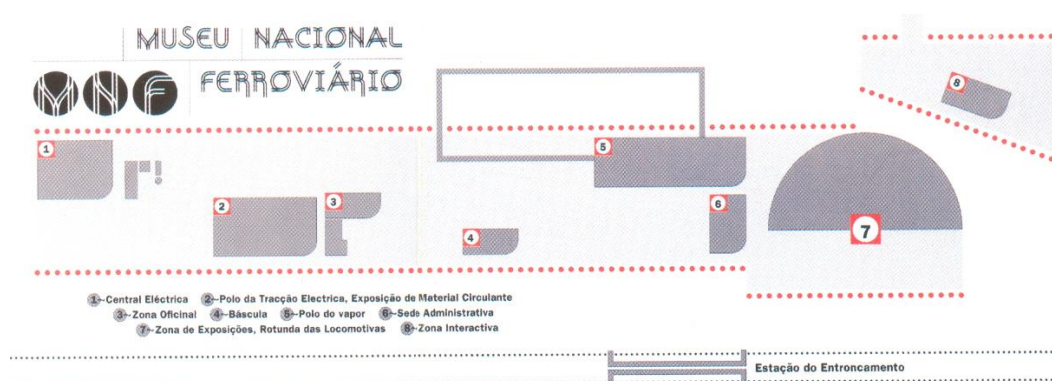 MUSEU NACIONAL
MNF FERROVIÁRIO
8
1
5
2
3
6
4
7
1-Central Eléctrica 2-Polo da Tracção Electrica, Exposição de Material Circulante
3-Zona Oficinal 4-Báscula 5-Polo do vapor 6-Sede Administrativa
7-Zona de Exposições, Rotunda das Locomotivas 8-Zona Interactiva
Estação do Entroncamento